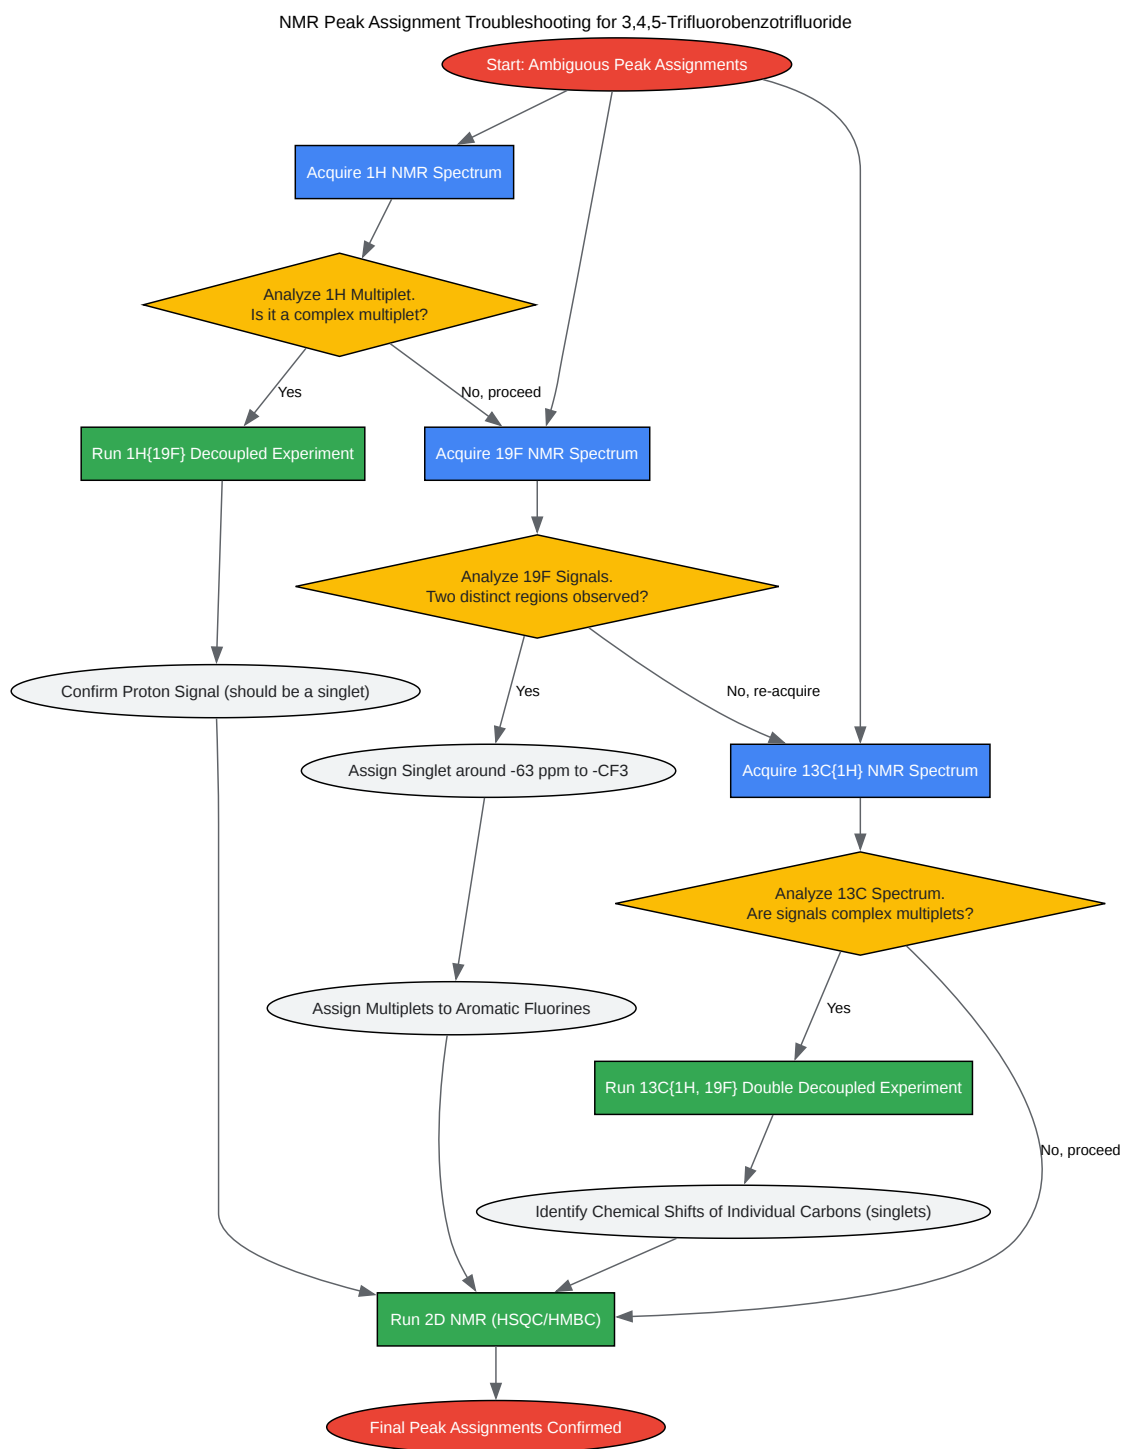 NMR Peak Assignment Troubleshooting for 3,4,5-Trifluorobenzotrifluoride
Start: Ambiguous Peak Assignments
Acquire 1H NMR Spectrum
Analyze 1H Multiplet.
Is it a complex multiplet?
Yes
No, proceed
Run 1H{19F} Decoupled Experiment
Acquire 19F NMR Spectrum
Analyze 19F Signals.
Two distinct regions observed?
Confirm Proton Signal (should be a singlet)
Yes
No, re-acquire
Assign Singlet around -63 ppm to -CF3
Acquire 13C{1H} NMR Spectrum
Analyze 13C Spectrum.
Are signals complex multiplets?
Assign Multiplets to Aromatic Fluorines
Yes
Run 13C{1H, 19F} Double Decoupled Experiment
No, proceed
Identify Chemical Shifts of Individual Carbons (singlets)
Run 2D NMR (HSQC/HMBC)
Final Peak Assignments Confirmed